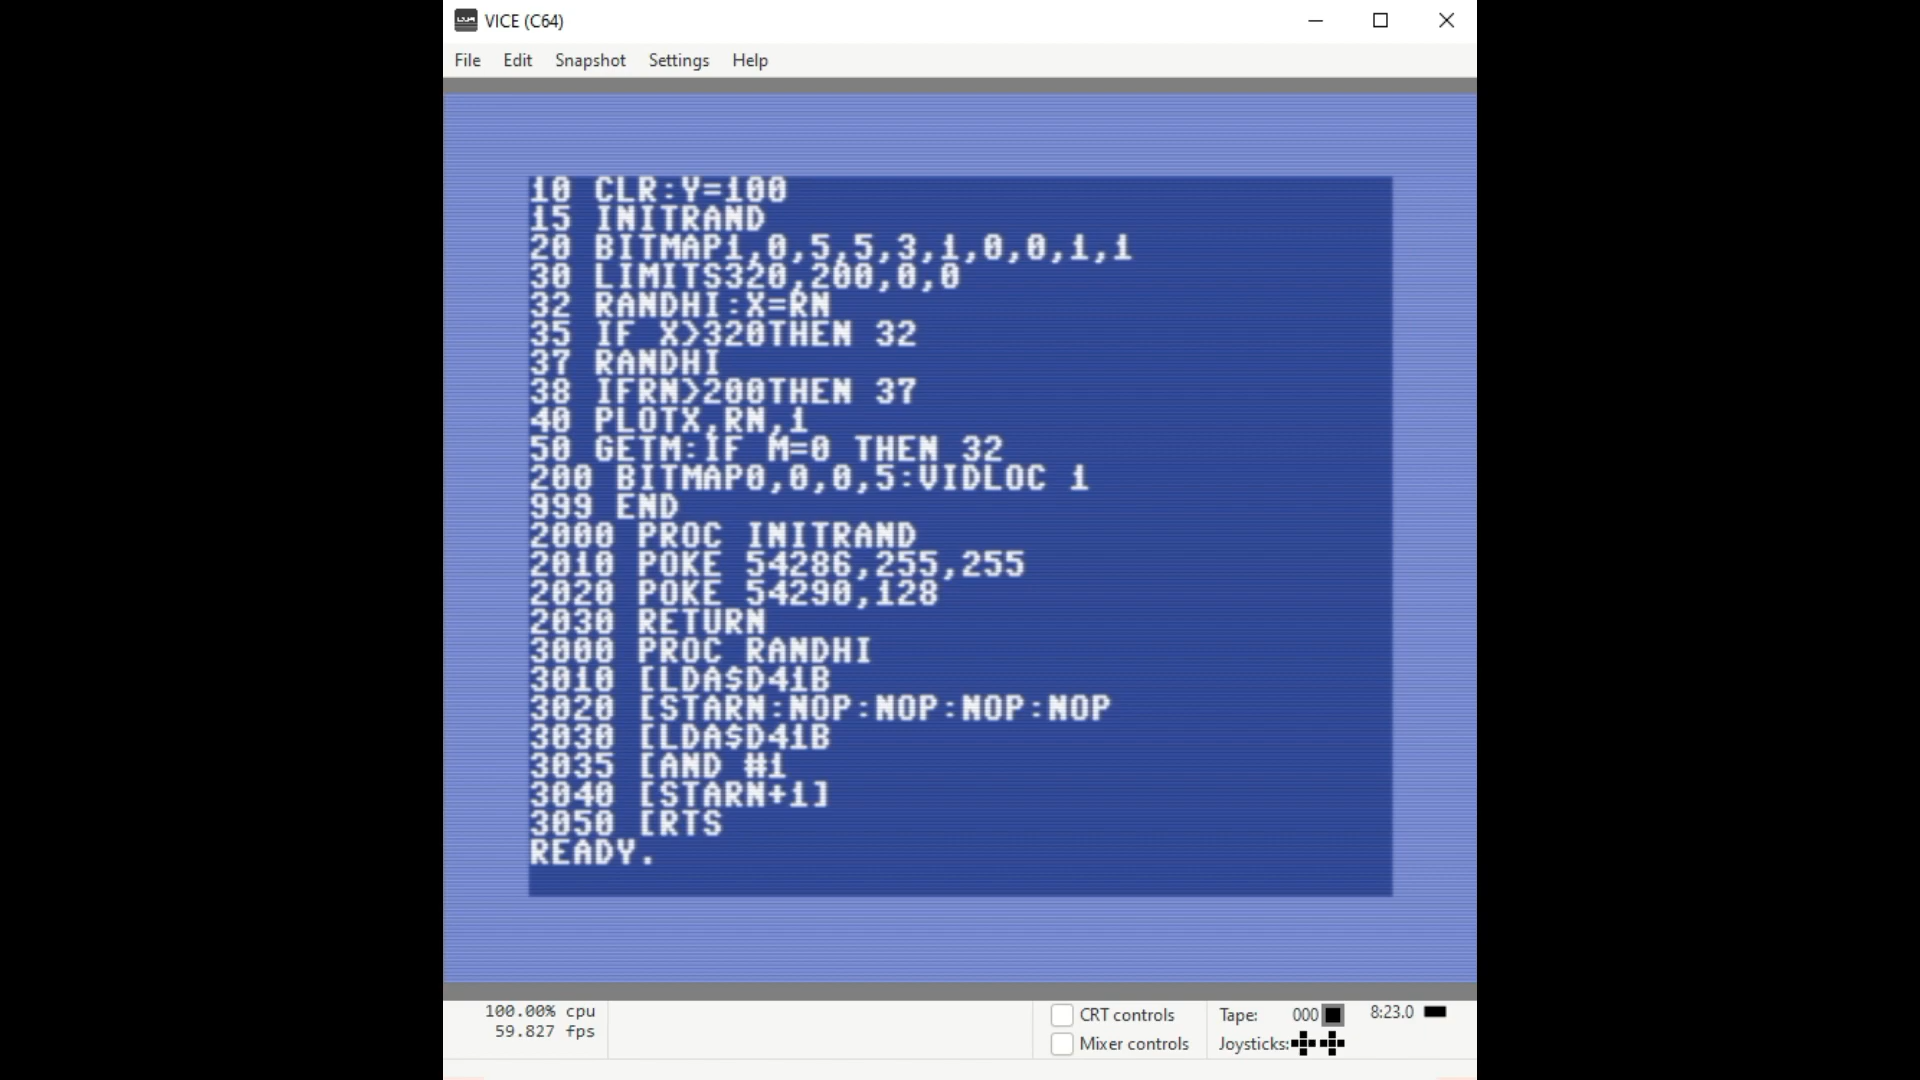 VICE (C64)
File Edit Snapshot Settings Help
10 CLR:Y=100
15 INITRAND
20 BITMAP1,0,5,5,3,1,0,0,1,1
30 LIMITS320,200,0,0
32 RANDHI:X=RN
35 IF X>320THEN 32
37 RANDHI
38 IFRN>200THEN 37
40 PLOTX,RN,1
50 GETM:IF M=0 THEN 32
200 BITMAP0,0,0,5:VIDLOC 1
999 END
2000 PROC INITRAND
2010 POKE 54286,255,255
2020 POKE 54290,128
2030 RETURN
3000 PROC RANDHI
3010 [LDA$D41B
3020 [STARN:NOP:NOP:NOP:NOP
3030 [LDA$D41B
3035 [AND #1
3040 [STARN+1]
3050 [RTS
READY.
100.00% cpu
59.827 fps
CRT controls
Mixer controls
Tape: 000
Joysticks:
8:23.0